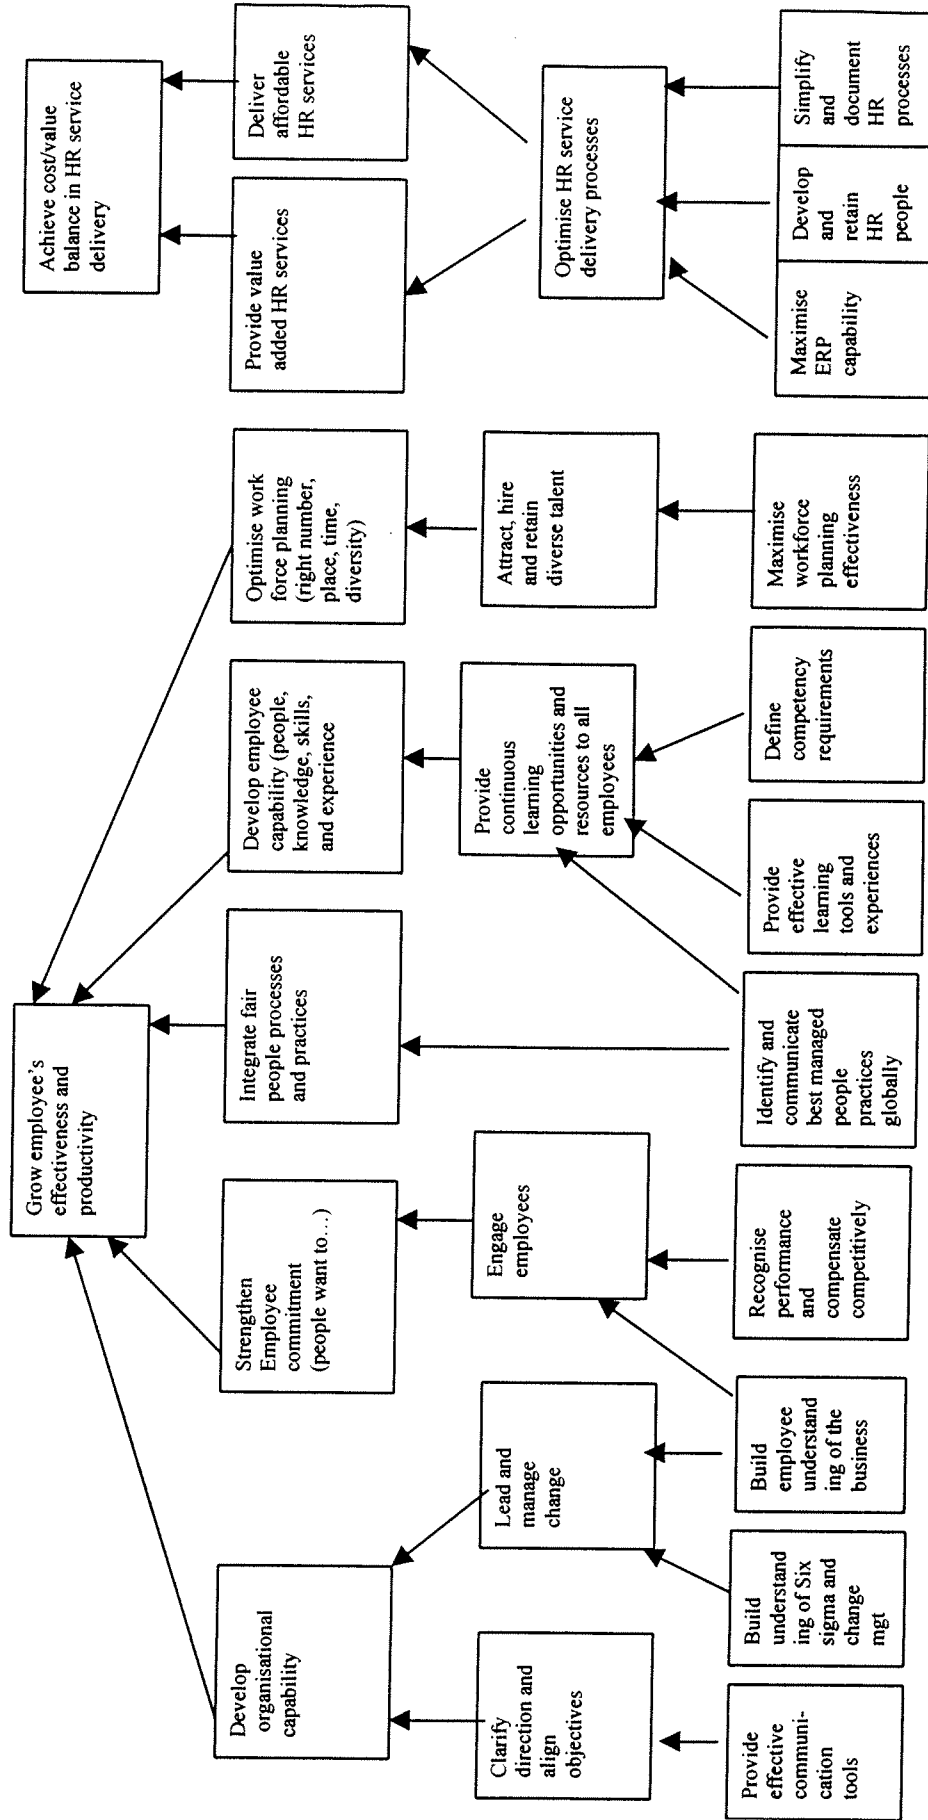 Grow employee's
effectiveness and
productivity
Achieve cost/value
balance in HR service
delivery
Develop
organisational
capability
Strengthen
Employee
commitment
(people want to…)
Integrate fair
people processes
and practices
Develop employee
capability (people,
knowledge, skills,
and experience
Optimise work
force planning
(right number,
place, time,
diversity)
Provide value
added HR services
Deliver
affordable
HR services
Clarify
direction and
align
objectives
Lead and
manage
change
Engage
employees
Provide
continuous
learning
opportunities and
resources to all
employees
Attract, hire
and retain
diverse talent
Optimise HR service
delivery processes
Provide
effective
communi-
cation
tools
Build
understand
ing of Six
sigma and
change
mgt
Build
employee
understand
ing of the
business
Recognise
performance
and
compensate
competitively
Identify and
communicate
best managed
people
practices
globally
Provide
effective
learning
tools and
experiences
Define
competency
requirements
Maximise
workforce
planning
effectiveness
Maximise
ERP
capability
Develop
and
retain
HR
people
Simplify
and
document
HR
processes